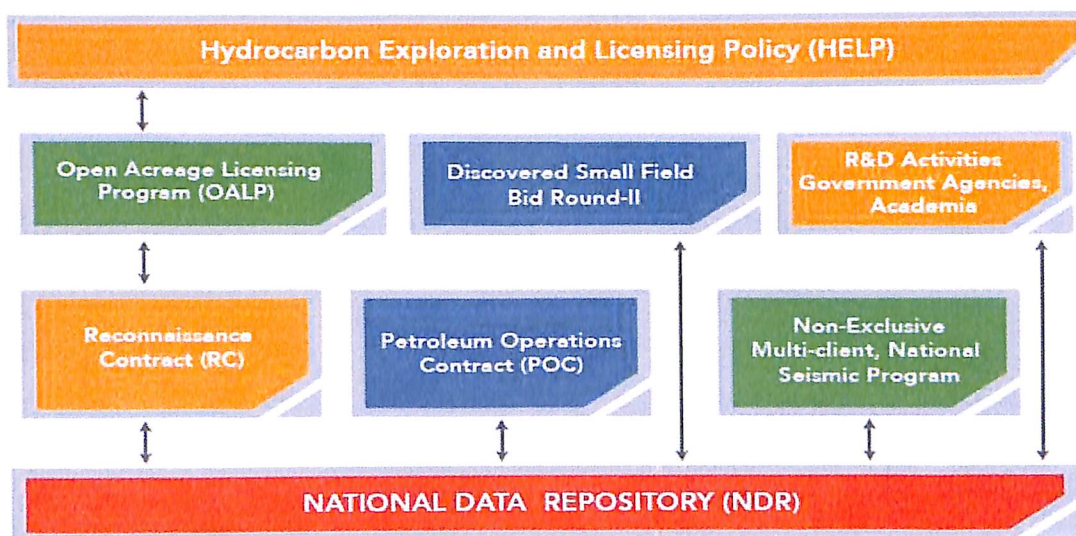 Hydrocarbon Exploration and Licensing Policy (HELP)
Open Acreage Licensing
Program (OALP)
Discovered Small Field
Bid Round-II
R&D Activities
Government Agencies,
Academia
Reconnaissance
Contract (RC)
Petroleum Operations
Contract (POC)
Non-Exclusive
Multi-client, National
Seismic Program
NATIONAL DATA REPOSITORY (NDR)